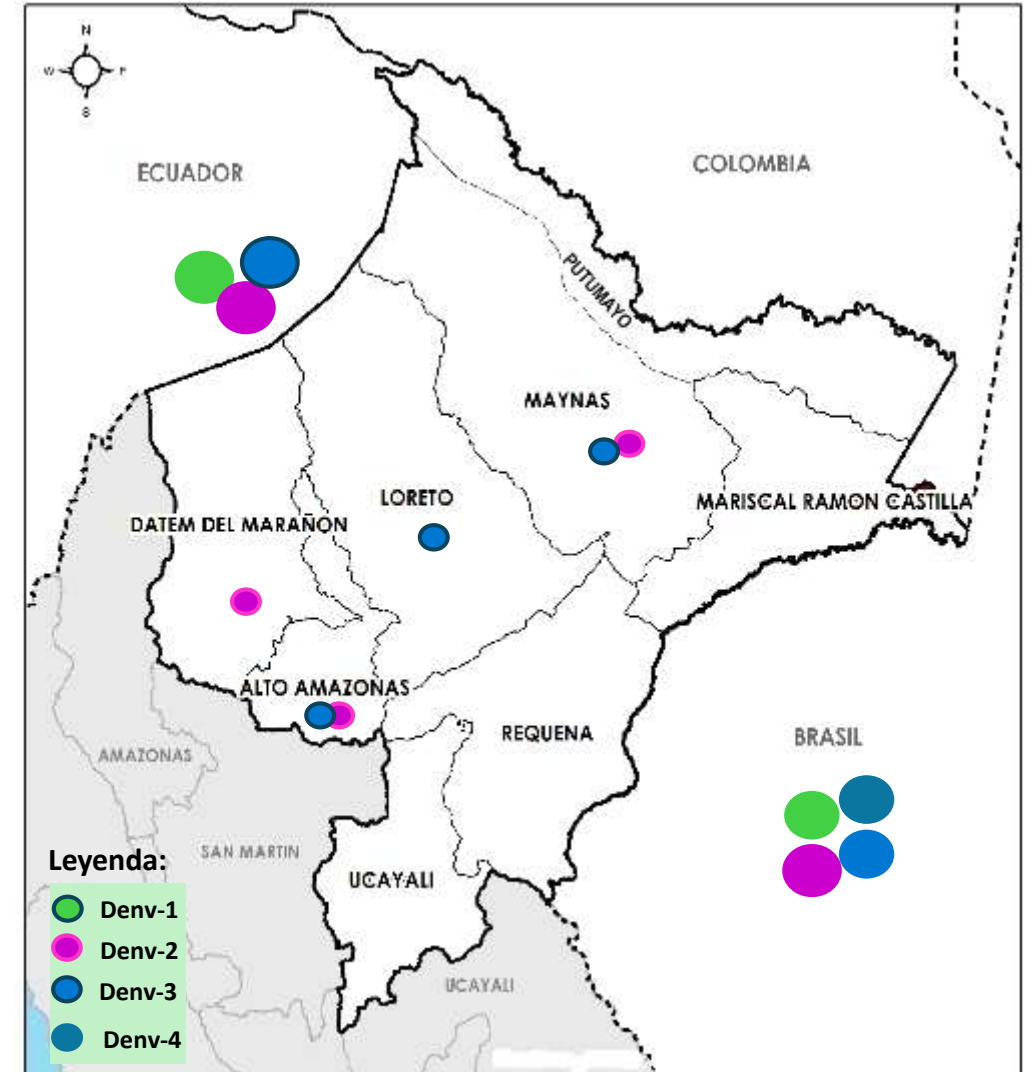 N
W
E
S
ECUADOR
COLOMBIA
PUTUMAYO
MAYNAS
LORETO
MARISCAL RAMON CASTILLA
DATEM DEL MARAÑON
ALTO AMAZONAS
REQUENA
BRASIL
AMAZONAS
SAN MARTIN
UCAYALI
UCAYALI
Leyenda:
Denv-1
Denv-2
Denv-3
Denv-4